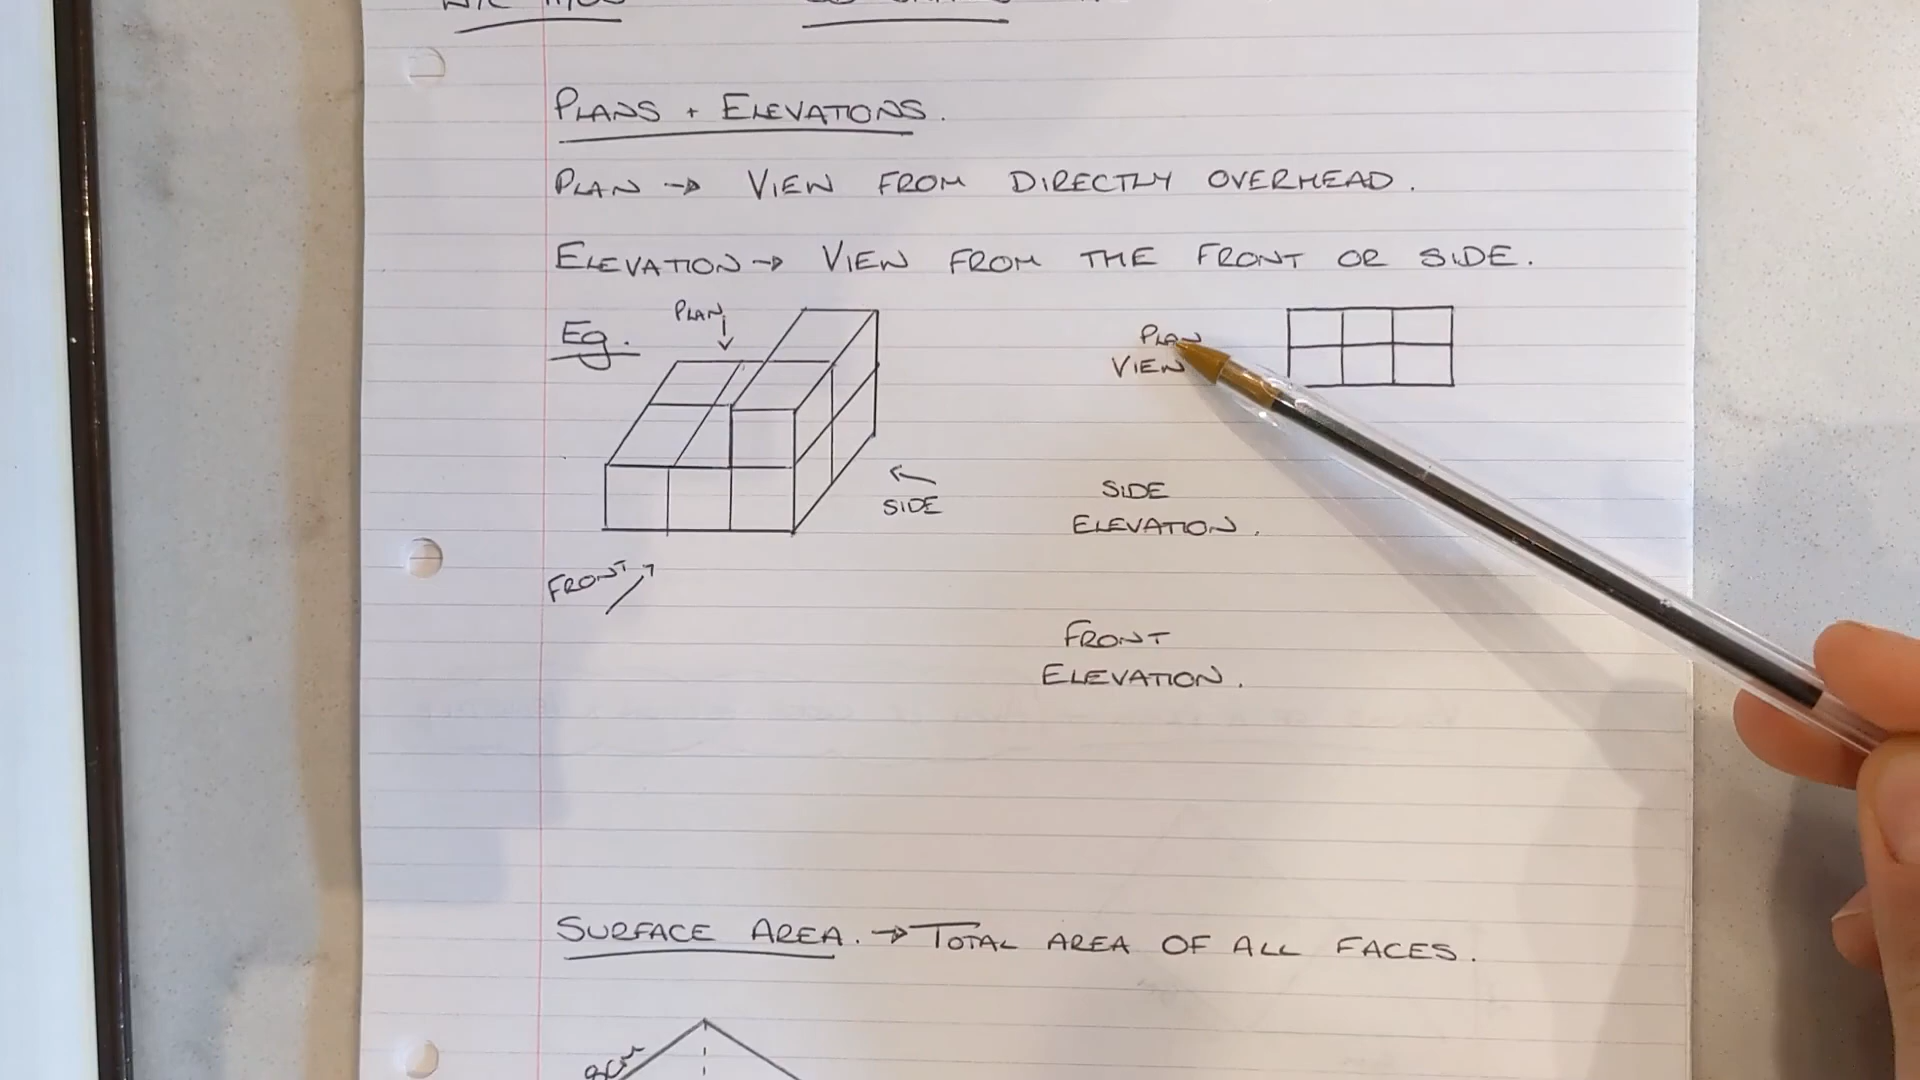 PLANS + ELEVATIONS.
PLAN → VIEW FROM DIRECTLY OVERHEAD.
ELEVATION → VIEW FROM THE FRONT OR SIDE.
Eg.
PLAN
SIDE
FRONT
PLAN
VIEW
SIDE
ELEVATION.
FRONT
ELEVATION.
SURFACE AREA. → TOTAL AREA OF ALL FACES.